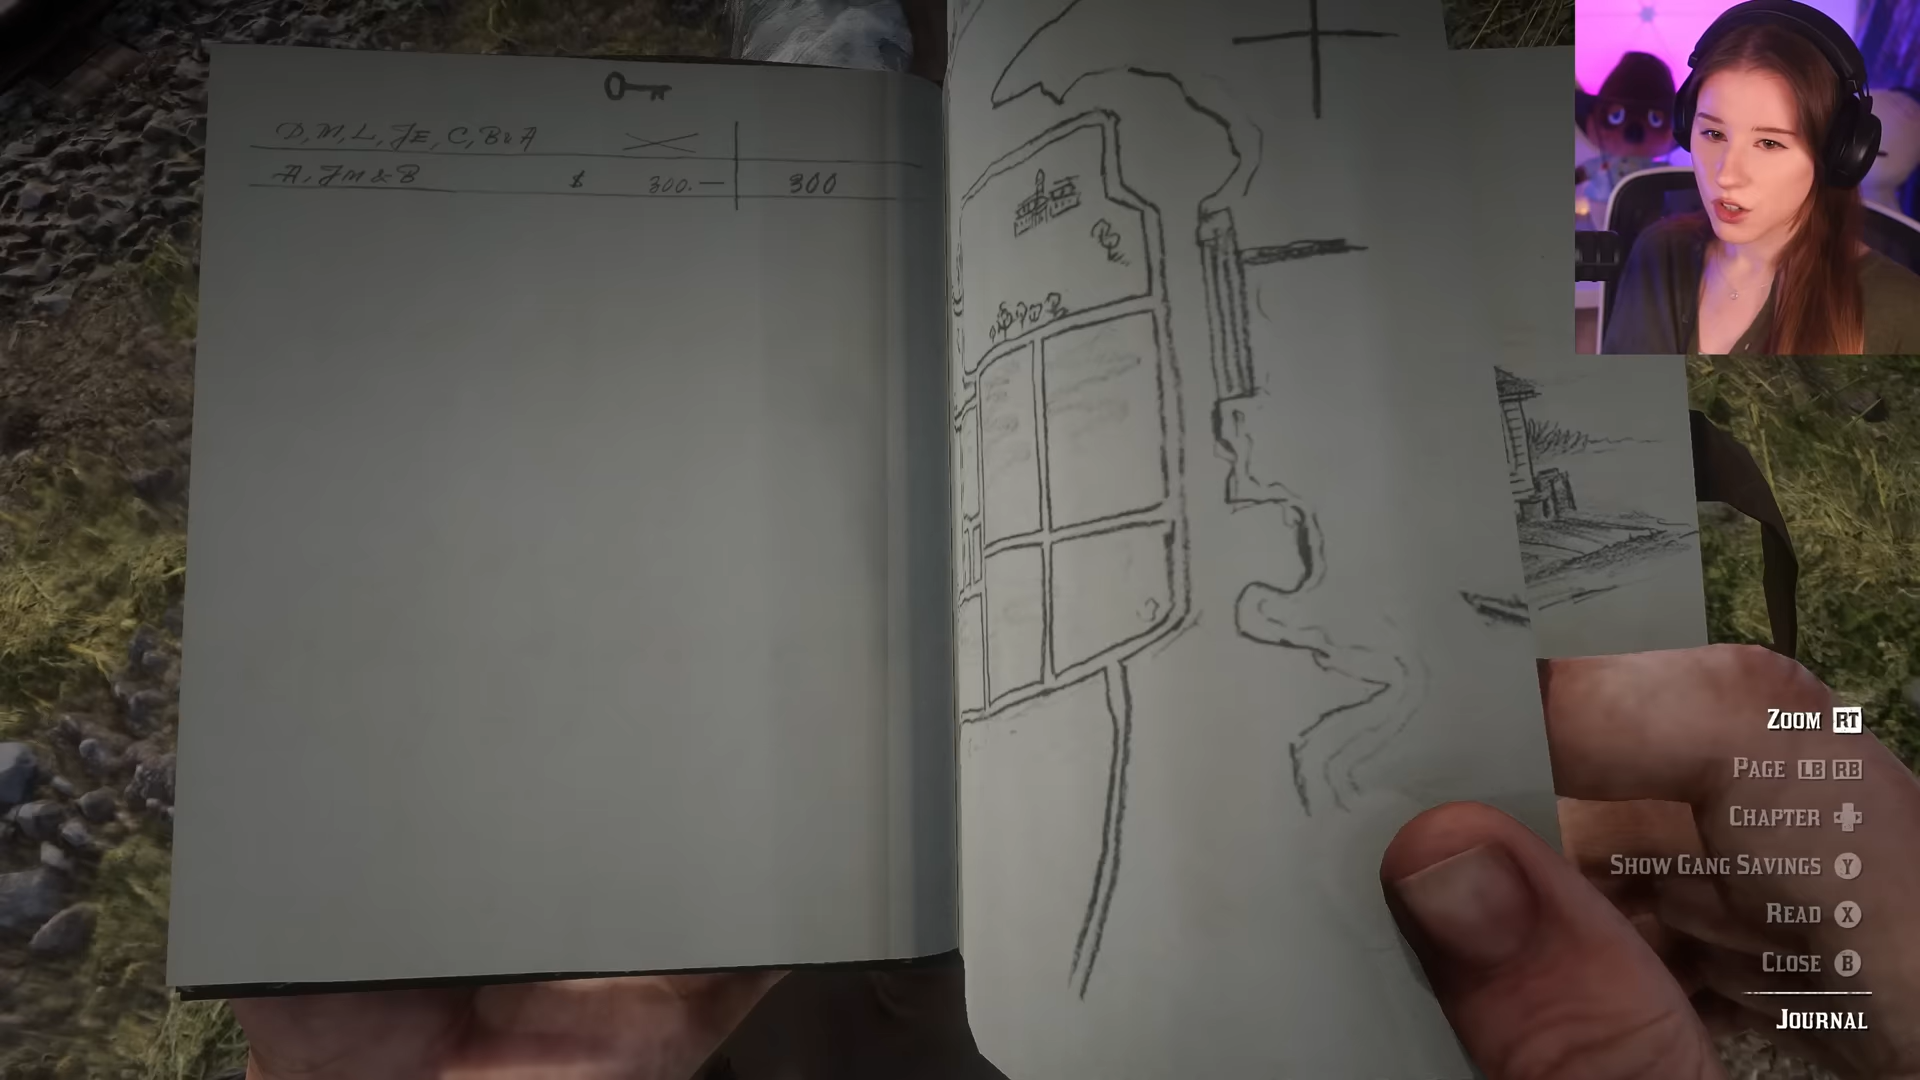 D, M, L, JE, C, B & A
A, JM & B $ 300.— 300
ZOOM RT
PAGE LB RB
CHAPTER
SHOW GANG SAVINGS Y
READ X
CLOSE B
JOURNAL